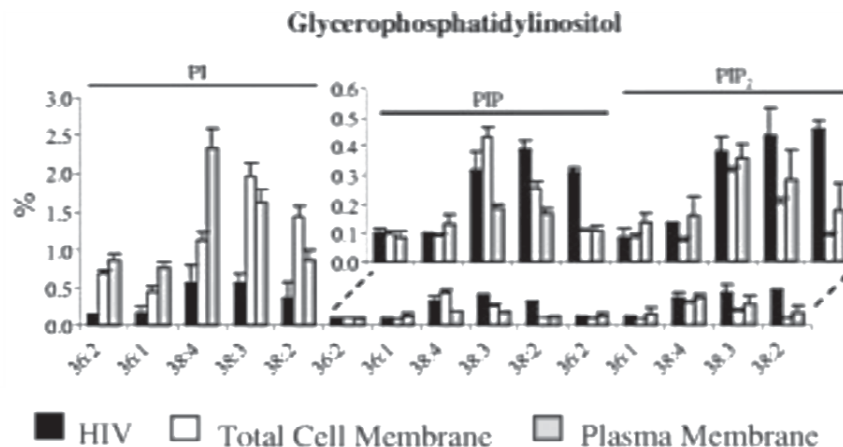 Glycerophosphatidylinositol
PI
PIP
PIP2
3.0
2.5
2.0
1.5
1.0
0.5
0.0
%
0.6
0.5
0.4
0.3
0.2
0.1
0.0
36:2 36:1 38:4 38:3 38:2 36:2 36:1 38:4 38:3 38:2 36:2 36:1 38:4 38:3 38:2
HIV Total Cell Membrane Plasma Membrane